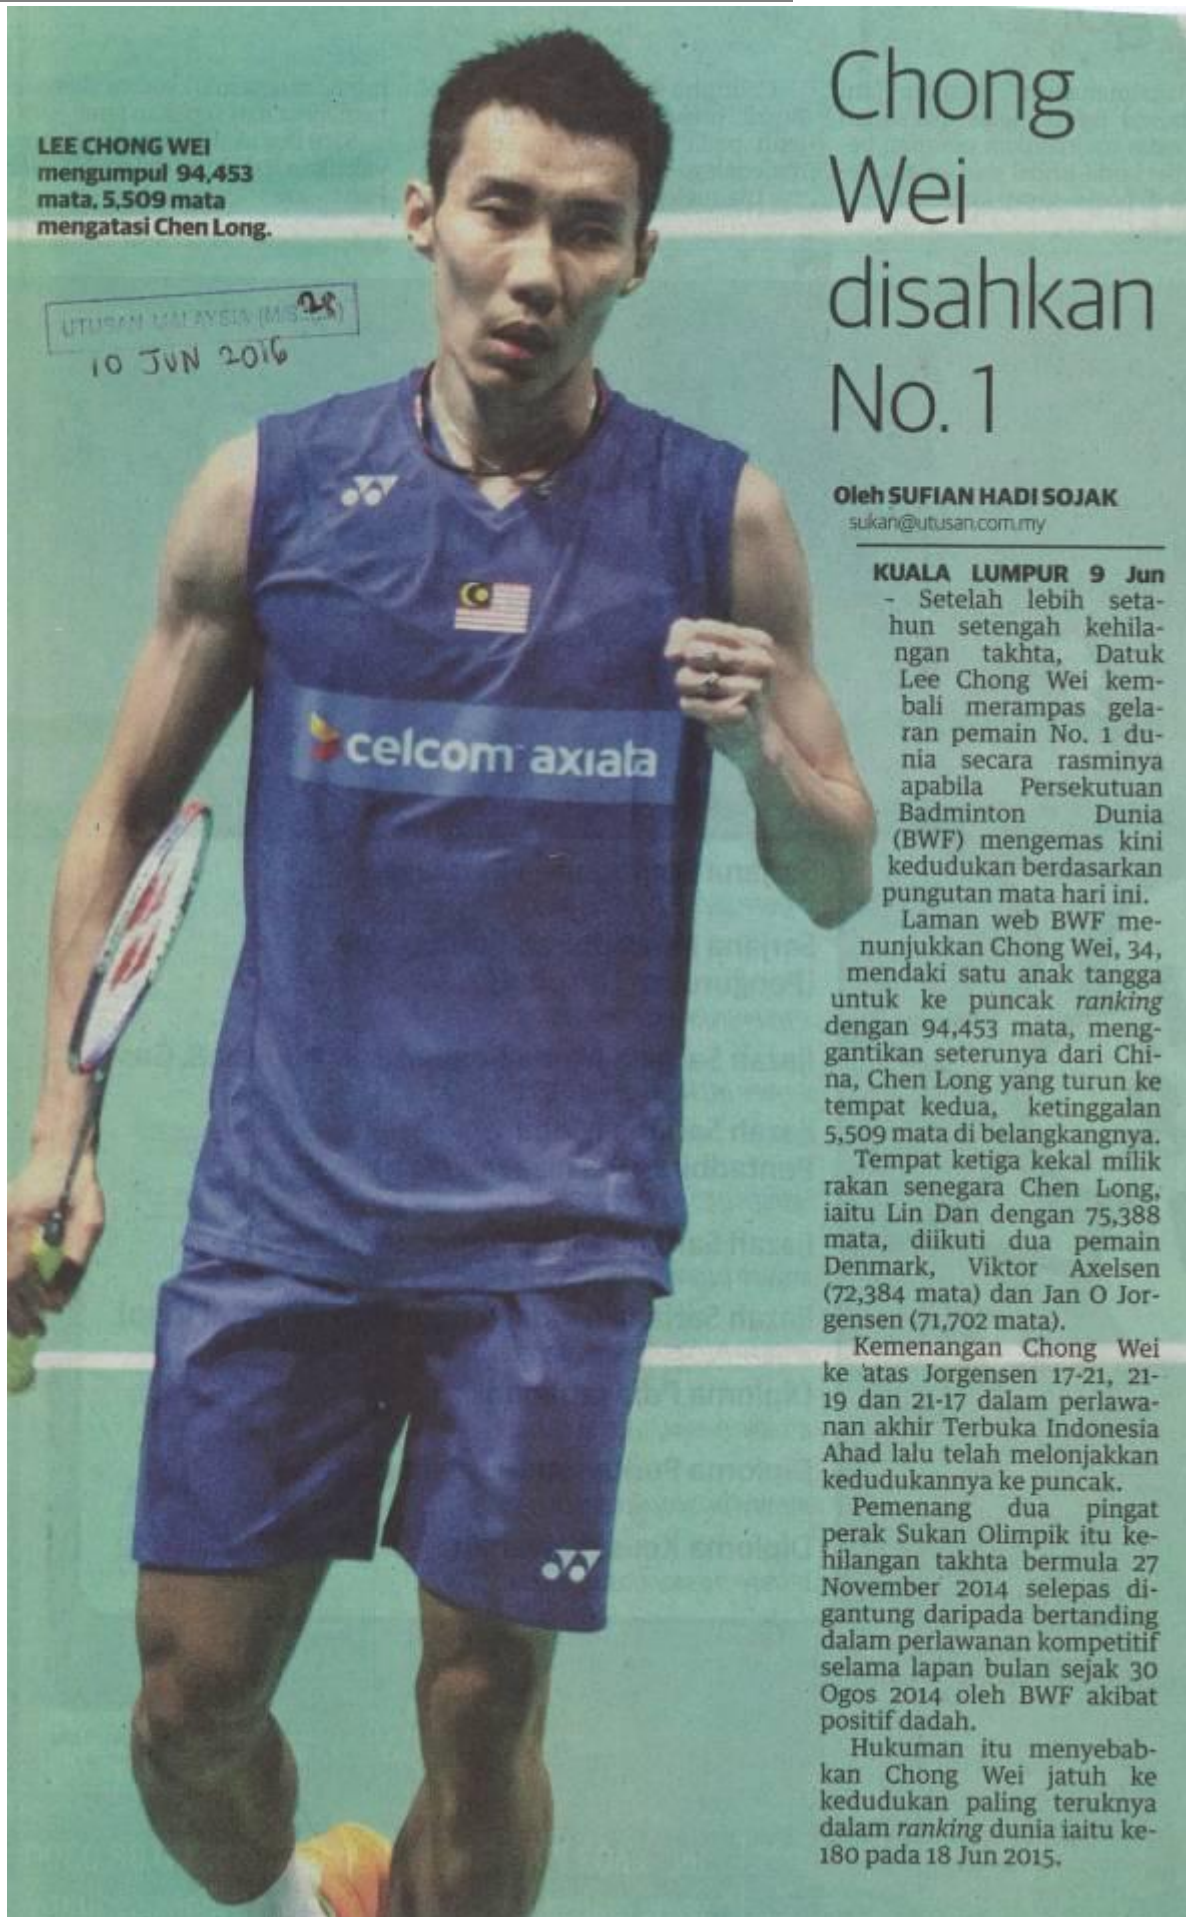 LEE CHONG WEI
mengumpul 94,453
mata, 5,509 mata
mengatasi Chen Long.
UTUSAN MALAYSIA
28
10 JUN 2016
celcom axiata
Chong
Wei
disahkan
No. 1
Oleh SUFIAN HADI SOJAK
sukan@utusan.com.my
KUALA LUMPUR 9 Jun
- Setelah lebih seta-
hun setengah kehila-
ngan takhta, Datuk
Lee Chong Wei kem-
bali merampas gela-
ran pemain No. 1 du-
nia secara rasminya
apabila Persekutuan
Badminton Dunia
(BWF) mengemas kini
kedudukan berdasarkan
pungutan mata hari ini.
Laman web BWF me-
nunjukkan Chong Wei, 34,
mendaki satu anak tangga
untuk ke puncak ranking
dengan 94,453 mata, meng-
gantikan seterunya dari Chi-
na, Chen Long yang turun ke
tempat kedua, ketinggalan
5,509 mata di belangkangnya.
Tempat ketiga kekal milik
rakan senegara Chen Long,
iaitu Lin Dan dengan 75,388
mata, diikuti dua pemain
Denmark, Viktor Axelsen
(72,384 mata) dan Jan O Jor-
gensen (71,702 mata).
Kemenangan Chong Wei
ke atas Jorgensen 17-21, 21-
19 dan 21-17 dalam perlawa-
nan akhir Terbuka Indonesia
Ahad lalu telah melonjakkan
kedudukannya ke puncak.
Pemenang dua pingat
perak Sukan Olimpik itu ke-
hilangan takhta bermula 27
November 2014 selepas di-
gantung daripada bertanding
dalam perlawanan kompetitif
selama lapan bulan sejak 30
Ogos 2014 oleh BWF akibat
positif dadah.
Hukuman itu menyebab-
kan Chong Wei jatuh ke
kedudukan paling teruknya
dalam ranking dunia iaitu ke-
180 pada 18 Jun 2015.